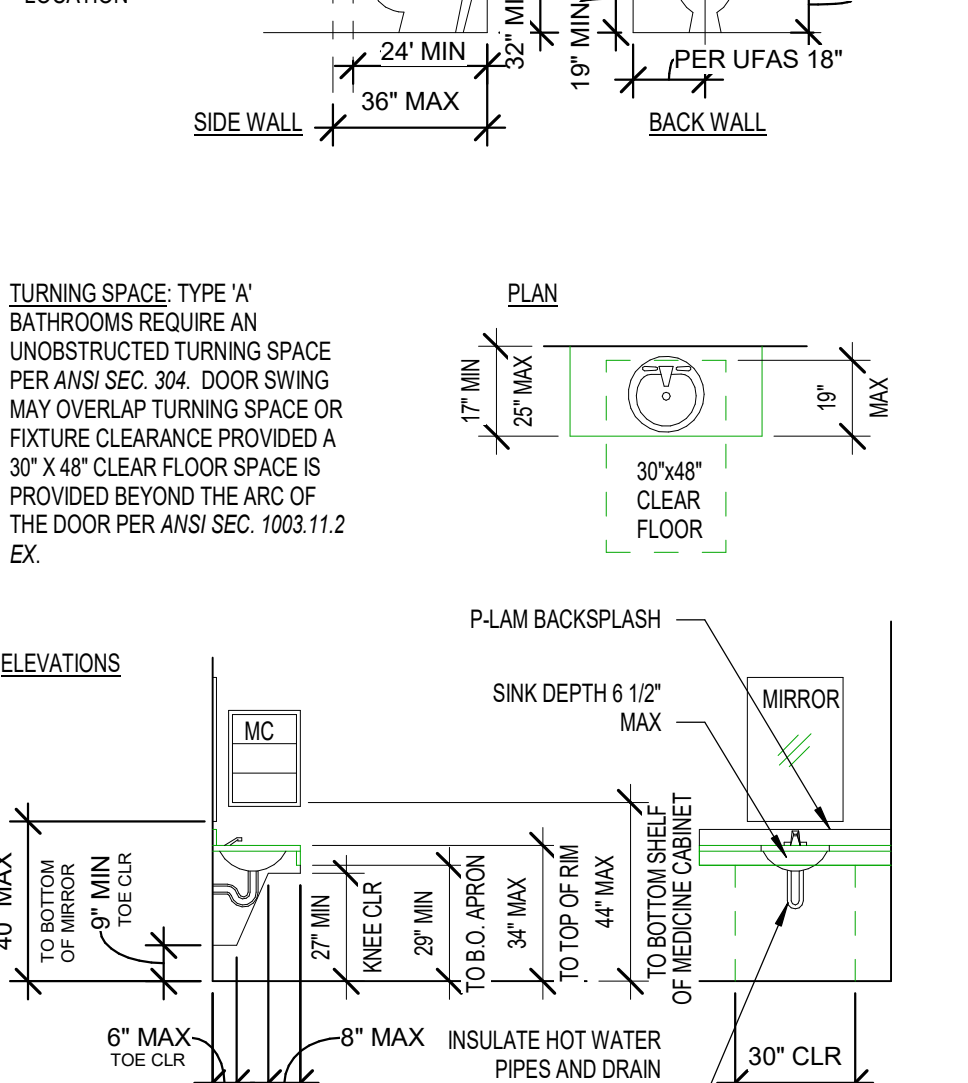 LOCATION
24' MIN
36" MAX
SIDE WALL
19" MIN
PER UFAS 18"
BACK WALL
TURNING SPACE: TYPE 'A'
BATHROOMS REQUIRE AN
UNOBSTRUCTED TURNING SPACE
PER ANSI SEC. 304. DOOR SWING
MAY OVERLAP TURNING SPACE OR
FIXTURE CLEARANCE PROVIDED A
30" X 48" CLEAR FLOOR SPACE IS
PROVIDED BEYOND THE ARC OF
THE DOOR PER ANSI SEC. 1003.11.2
EX.
PLAN
17" MIN
25" MAX
19"
MAX
30"x48"
CLEAR
FLOOR
ELEVATIONS
P-LAM BACKSPLASH
SINK DEPTH 6 1/2"
MAX
MC
MIRROR
40" MAX
TO BOTTOM
OF MIRROR
9" MIN
TOE CLR
27" MIN
KNEE CLR
29" MIN
TO B.O. APRON
34" MAX
TO TOP OF RIM
44" MAX
TO BOTTOM SHELF
OF MEDICINE CABINET
6" MAX
TOE CLR
8" MAX
INSULATE HOT WATER
PIPES AND DRAIN
30" CLR